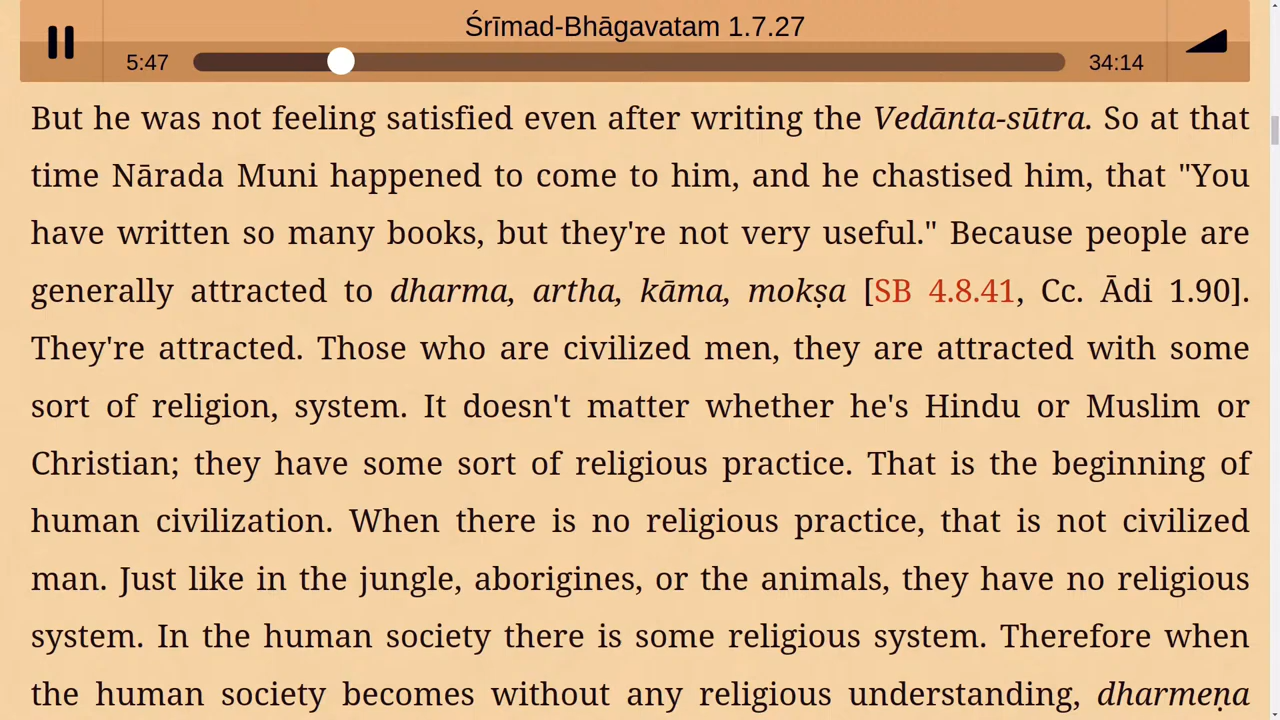 Śrīmad-Bhāgavatam 1.7.27
5:47
34:14
But he was not feeling satisfied even after writing the Vedānta-sūtra. So at that
time Nārada Muni happened to come to him, and he chastised him, that "You
have written so many books, but they're not very useful." Because people are
generally attracted to dharma, artha, kāma, mokṣa [SB 4.8.41, Cc. Ādi 1.90].
They're attracted. Those who are civilized men, they are attracted with some
sort of religion, system. It doesn't matter whether he's Hindu or Muslim or
Christian; they have some sort of religious practice. That is the beginning of
human civilization. When there is no religious practice, that is not civilized
man. Just like in the jungle, aborigines, or the animals, they have no religious
system. In the human society there is some religious system. Therefore when
the human society becomes without any religious understanding, dharmeṇa